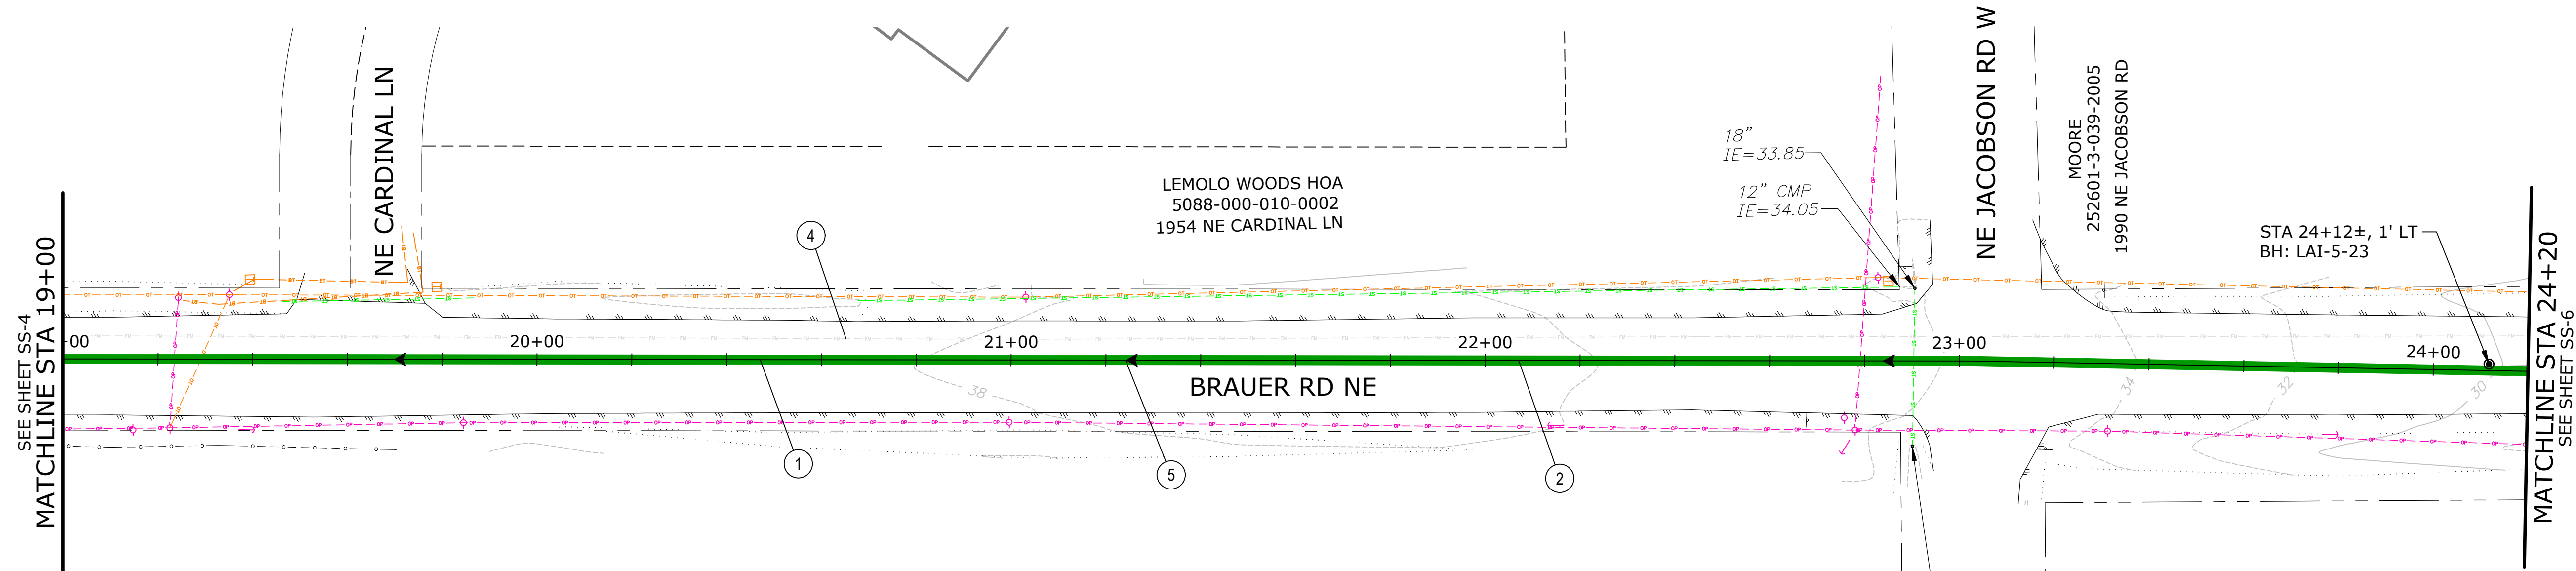 SEE SHEET SS-4
MATCHLINE STA 19+00
NE CARDINAL LN
LEMOLO WOODS HOA
5088-000-010-0002
1954 NE CARDINAL LN
18"
IE=33.85
12" CMP
IE=34.05
NE JACOBSON RD W
MOORE
252601-3-039-2005
1990 NE JACOBSON RD
STA 24+12±, 1' LT
BH: LAI-5-23
4
+00
20+00
21+00
22+00
23+00
24+00
BRAUER RD NE
38
34
32
30
1
5
2
MATCHLINE STA 24+20
SEE SHEET SS-6